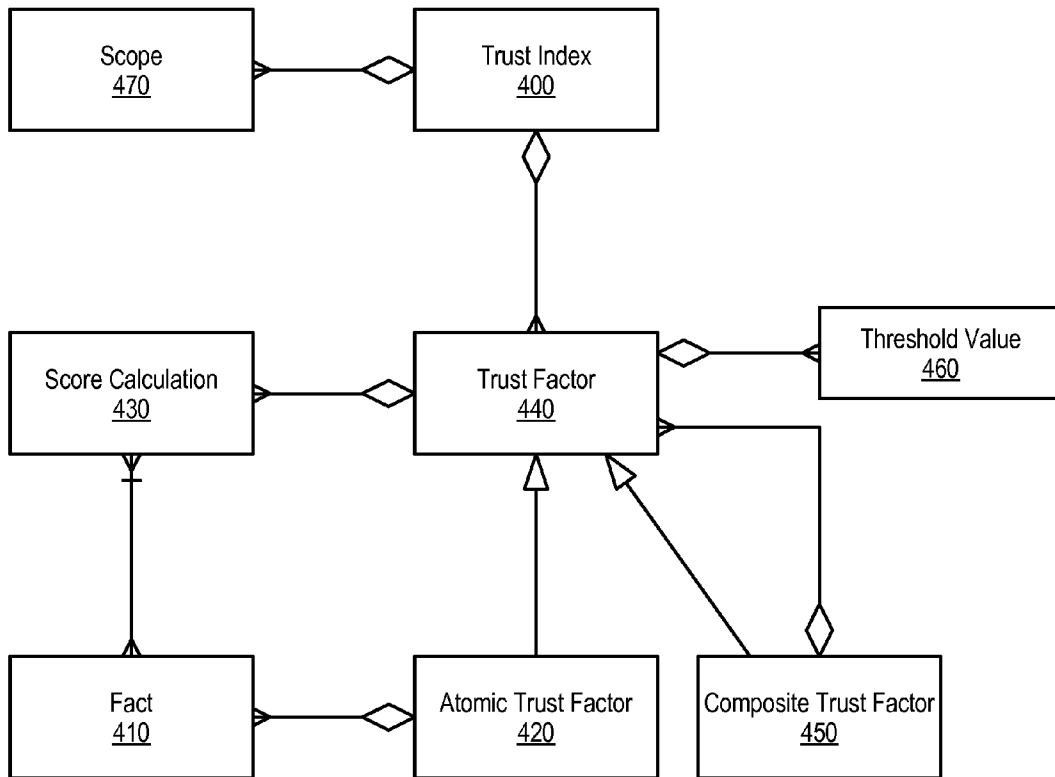 Scope
470
Trust Index
400
Threshold Value
460
Score Calculation
430
Trust Factor
440
Fact
410
Atomic Trust Factor
420
Composite Trust Factor
450